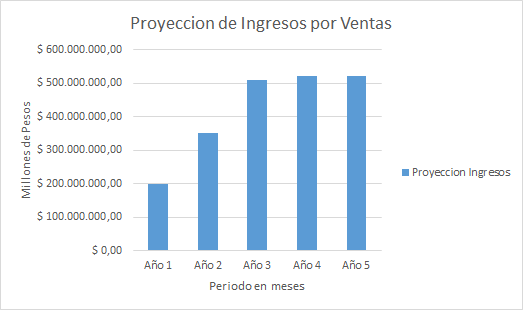 Proyeccion de Ingresos por Ventas
$ 600.000.000,00
$ 500.000.000,00
$ 400.000.000,00
$ 300.000.000,00
$ 200.000.000,00
$ 100.000.000,00
$ 0,00
Millones de Pesos
Año 1 Año 2 Año 3 Año 4 Año 5
Periodo en meses
Proyeccion Ingresos